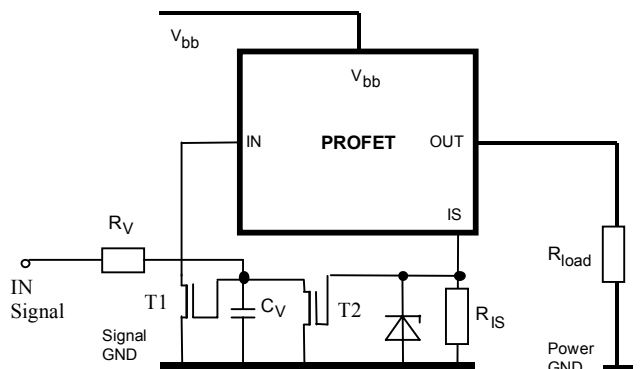 V_bb
V_bb
IN PROFET OUT
IS
R_V
R_load
IN
Signal
T1
C_V
T2
R_IS
Signal
GND
Power
GND